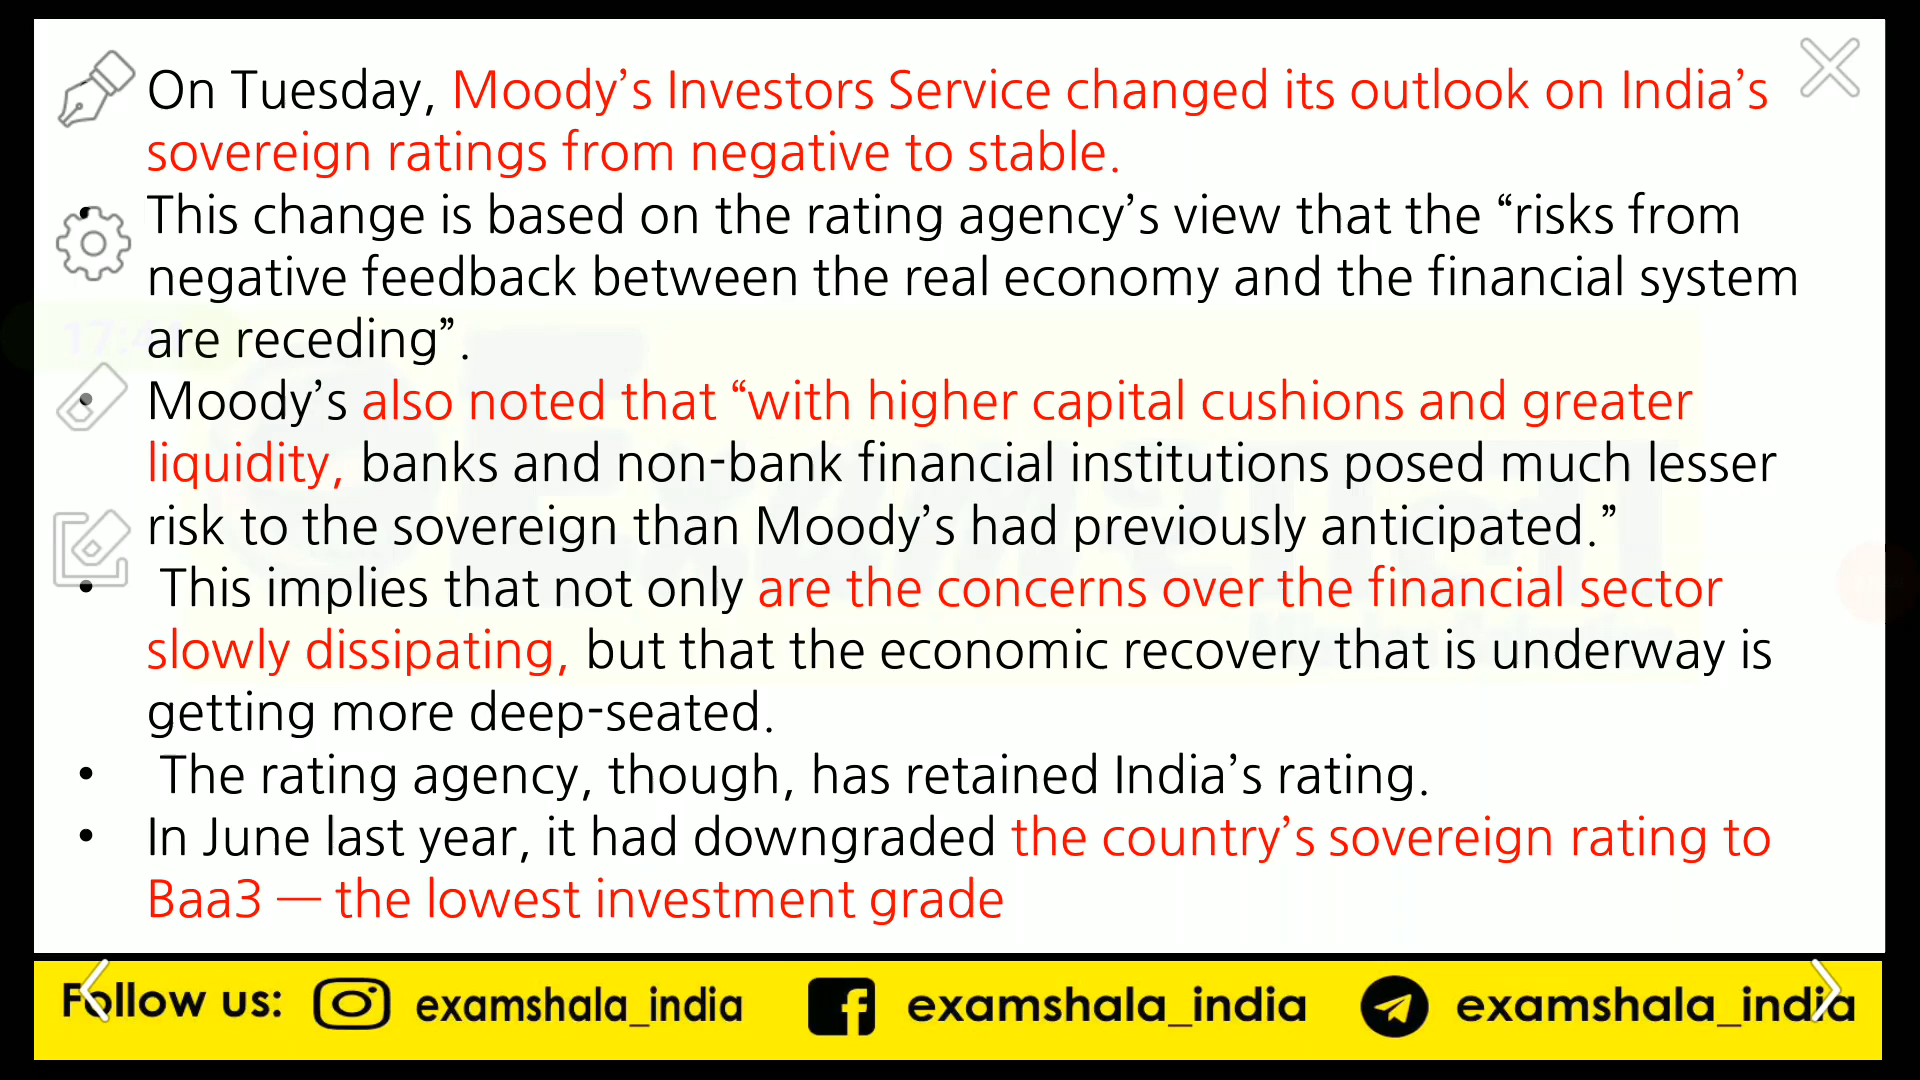 On Tuesday, Moody’s Investors Service changed its outlook on India’s
sovereign ratings from negative to stable.
• This change is based on the rating agency’s view that the “risks from
negative feedback between the real economy and the financial system
are receding”.
• Moody’s also noted that “with higher capital cushions and greater
liquidity, banks and non-bank financial institutions posed much lesser
risk to the sovereign than Moody’s had previously anticipated.”
• This implies that not only are the concerns over the financial sector
slowly dissipating, but that the economic recovery that is underway is
getting more deep-seated.
• The rating agency, though, has retained India’s rating.
• In June last year, it had downgraded the country’s sovereign rating to
Baa3 — the lowest investment grade
Follow us: examshala_india examshala_india examshala_india